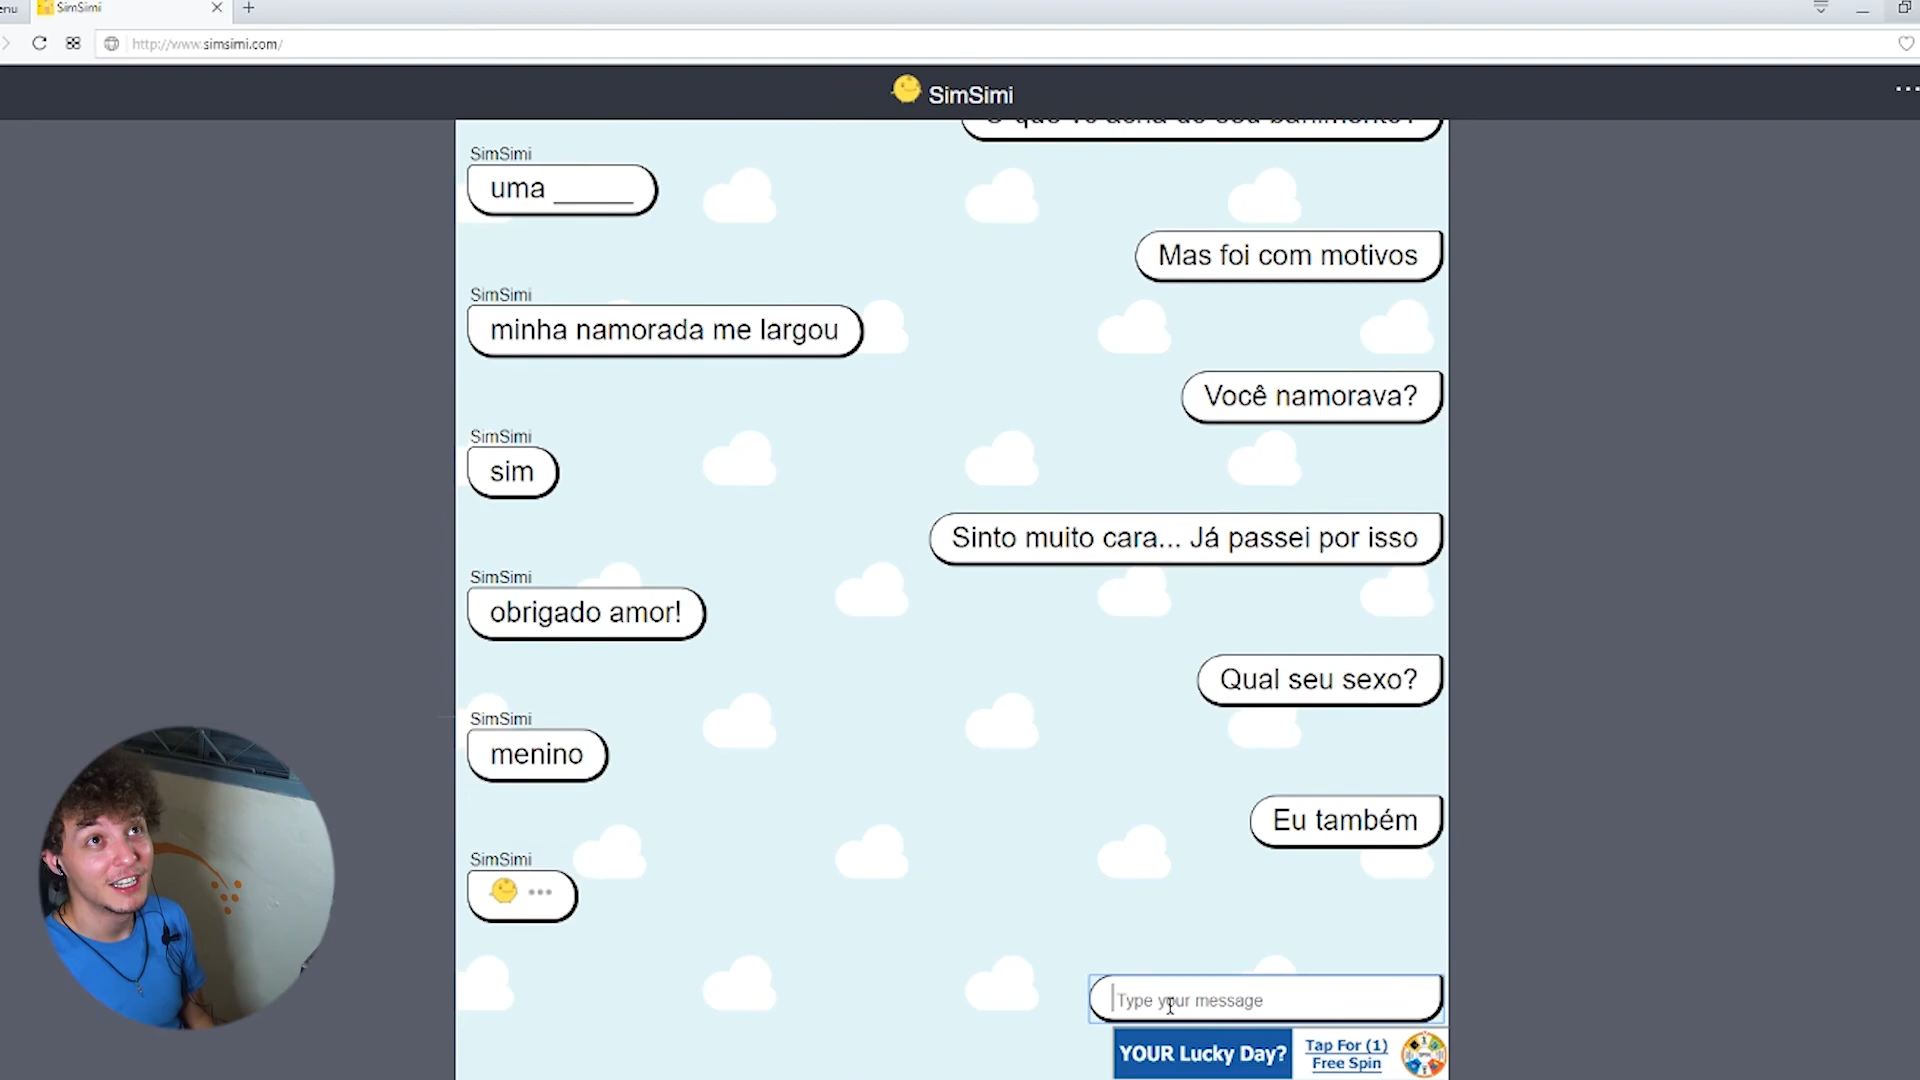 enu
SimSimi
http://www.simsimi.com/
SimSimi
SimSimi
uma ______
Mas foi com motivos
SimSimi
minha namorada me largou
Você namorava?
SimSimi
sim
Sinto muito cara... Já passei por isso
SimSimi
obrigado amor!
Qual seu sexo?
SimSimi
menino
Eu também
SimSimi
Type your message
YOUR Lucky Day?
Tap For (1)
Free Spin